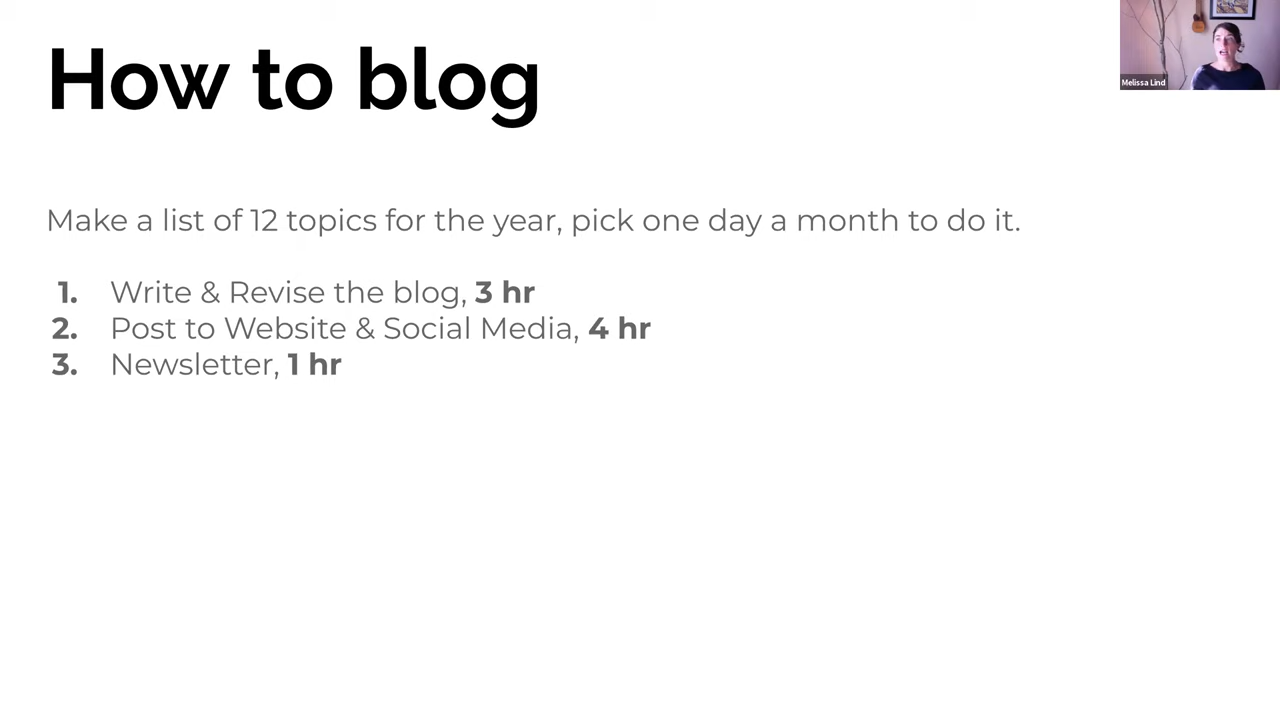 How to blog
Melissa Lind
Make a list of 12 topics for the year, pick one day a month to do it.
1. Write & Revise the blog, 3 hr
2. Post to Website & Social Media, 4 hr
3. Newsletter, 1 hr